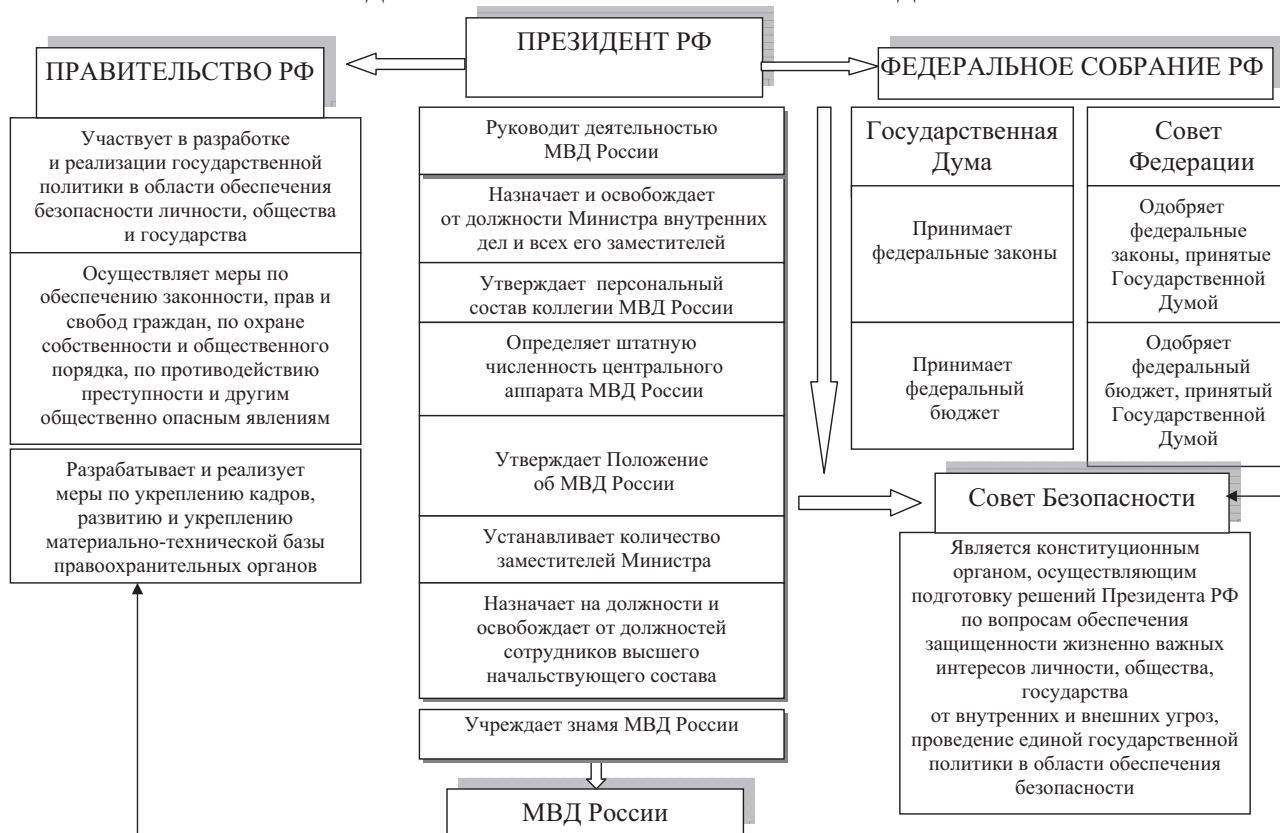 ПРЕЗИДЕНТ РФ
ПРАВИТЕЛЬСТВО РФ
ФЕДЕРАЛЬНОЕ СОБРАНИЕ РФ
Участвует в разработке
и реализации государственной
политики в области обеспечения
безопасности личности, общества
и государства
Осуществляет меры по
обеспечению законности, прав и
свобод граждан, по охране
собственности и общественного
порядка, по противодействию
преступности и другим
общественно опасным явлениям
Разрабатывает и реализует
меры по укреплению кадров,
развитию и укреплению
материально-технической базы
правоохранительных органов
Руководит деятельностью
МВД России
Назначает и освобождает
от должности Министра внутренних
дел и всех его заместителей
Утверждает персональный
состав коллегии МВД России
Определяет штатную
численность центрального
аппарата МВД России
Утверждает Положение
об МВД России
Устанавливает количество
заместителей Министра
Назначает на должности и
освобождает от должностей
сотрудников высшего
начальствующего состава
Учреждает знамя МВД России
МВД России
Государственная
Дума
Принимает
федеральные законы
Принимает
федеральный
бюджет
Совет
Федерации
Одобряет
федеральные
законы, принятые
Государственной
Думой
Одобряет
федеральный
бюджет, принятый
Государственной
Думой
Совет Безопасности
Является конституционным
органом, осуществляющим
подготовку решений Президента РФ
по вопросам обеспечения
защищенности жизненно важных
интересов личности, общества,
государства
от внутренних и внешних угроз,
проведение единой государственной
политики в области обеспечения
безопасности